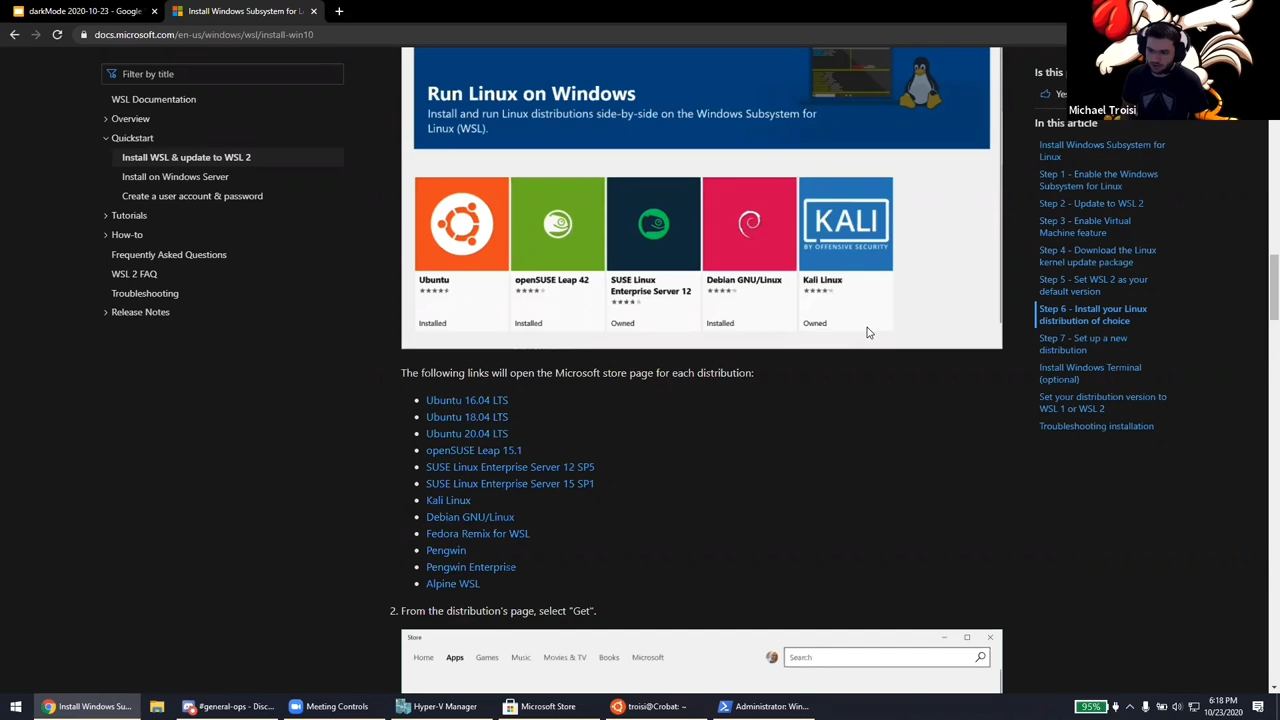 darkMode 2020-10-23 - Google
Install Windows Subsystem for L
docs.microsoft.com/en-us/windows/wsl/install-win10
Filter by title
WSL Documentation
Overview
Quickstart
Install WSL & update to WSL 2
Install on Windows Server
Create a user account & password
Tutorials
How-to
Frequently Asked Questions
WSL 2 FAQ
Troubleshooting
Release Notes
Run Linux on Windows
Install and run Linux distributions side-by-side on the Windows Subsystem for
Linux (WSL).
KALI
BY OFFENSIVE SECURITY
Ubuntu
Installed
openSUSE Leap 42
Installed
SUSE Linux
Enterprise Server 12
Owned
Debian GNU/Linux
Installed
Kali Linux
Owned
The following links will open the Microsoft store page for each distribution:
Ubuntu 16.04 LTS
Ubuntu 18.04 LTS
Ubuntu 20.04 LTS
openSUSE Leap 15.1
SUSE Linux Enterprise Server 12 SP5
SUSE Linux Enterprise Server 15 SP1
Kali Linux
Debian GNU/Linux
Fedora Remix for WSL
Pengwin
Pengwin Enterprise
Alpine WSL
2. From the distribution's page, select "Get".
Store
Home Apps Games Music Movies & TV Books Microsoft
Search
Is this
Yes
Michael Troisi
In this article
Install Windows Subsystem for
Linux
Step 1 - Enable the Windows
Subsystem for Linux
Step 2 - Update to WSL 2
Step 3 - Enable Virtual
Machine feature
Step 4 - Download the Linux
kernel update package
Step 5 - Set WSL 2 as your
default version
Step 6 - Install your Linux
distribution of choice
Step 7 - Set up a new
distribution
Install Windows Terminal
(optional)
Set your distribution version to
WSL 1 or WSL 2
Troubleshooting installation
Install Windows Su...
#general-ops - Disc...
Meeting Controls
Hyper-V Manager
Microsoft Store
troisi@Crobat: ~
Administrator: Win...
95%
6:18 PM
10/23/2020